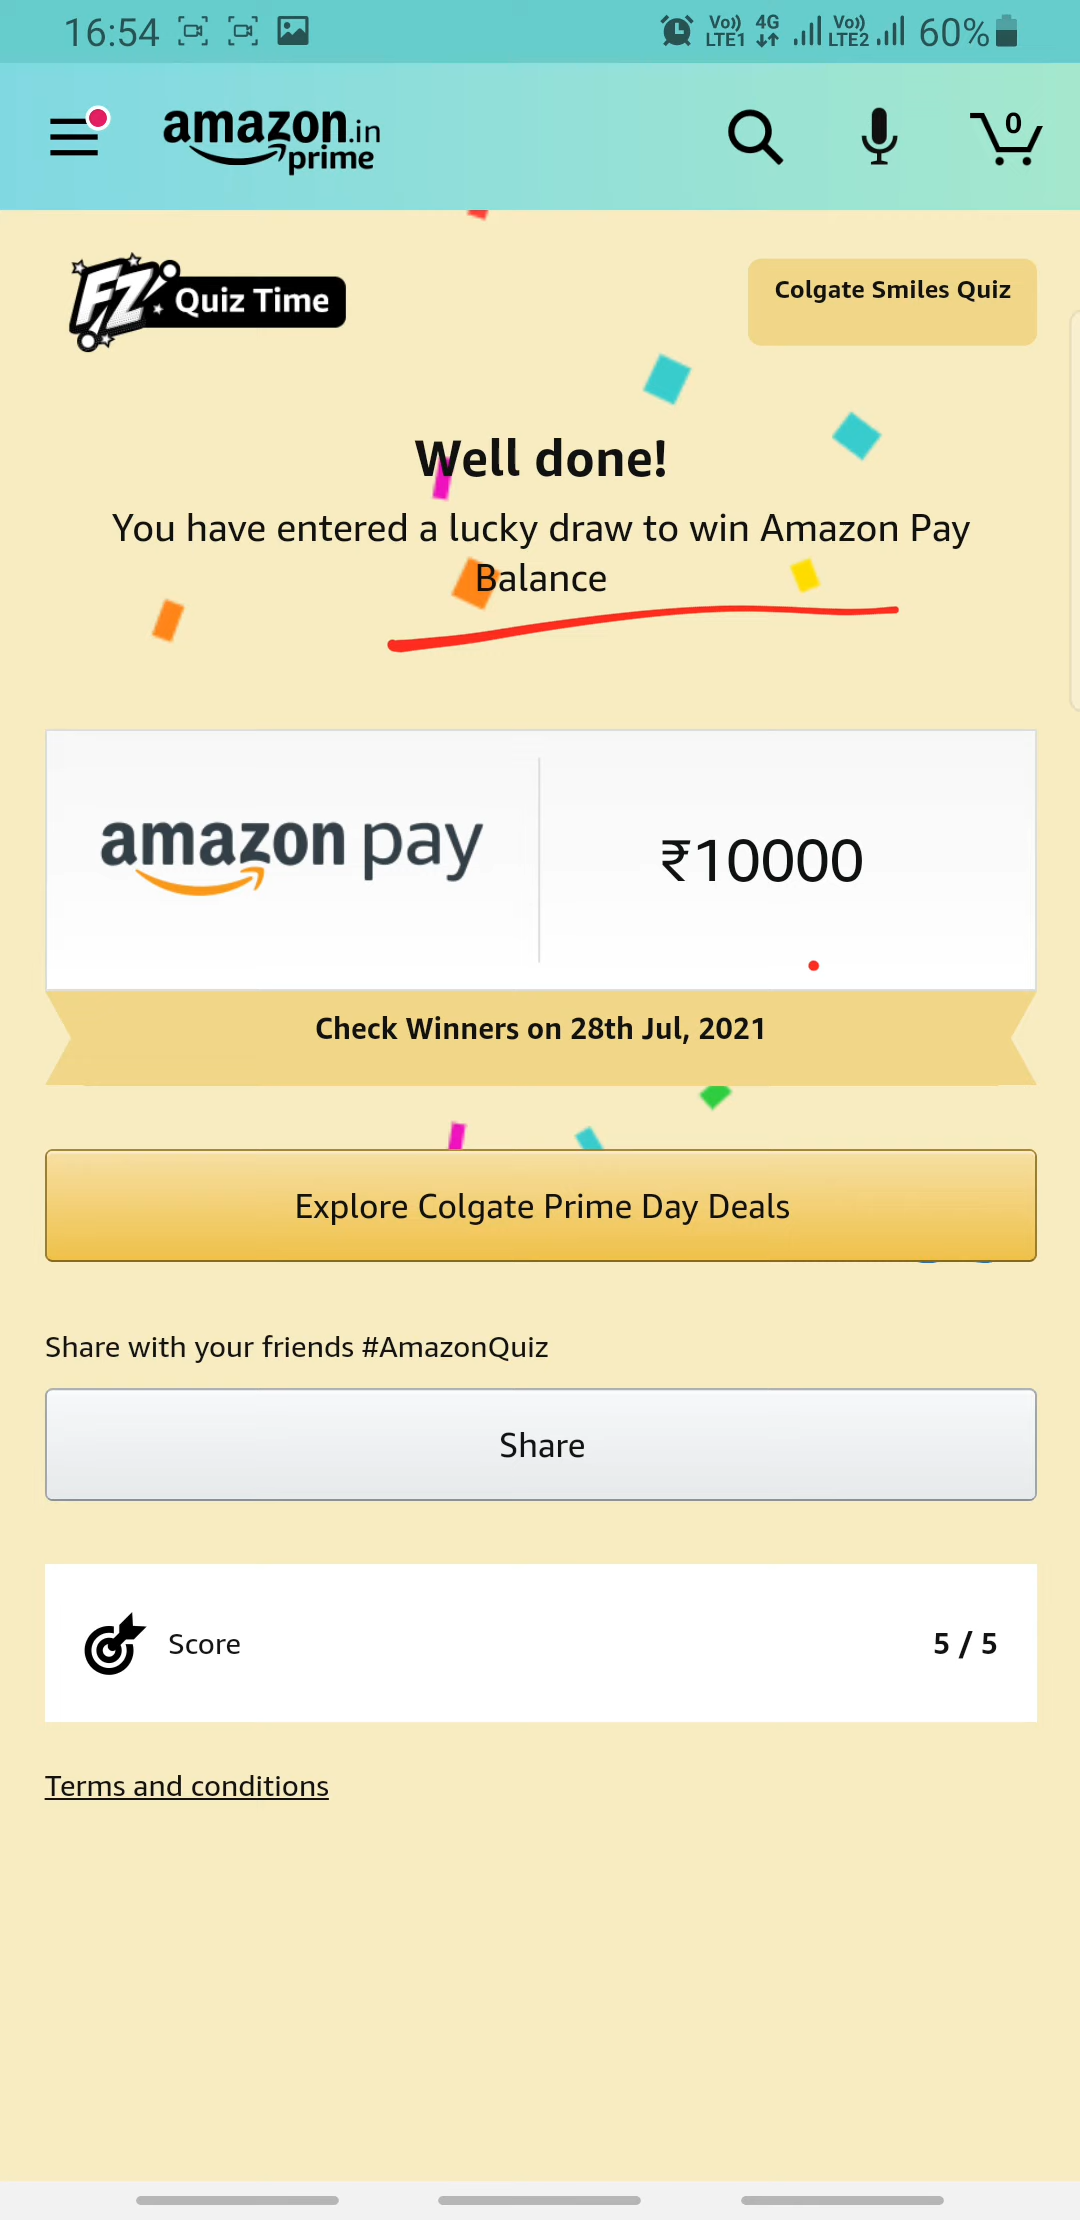 16:54
Vo)) LTE1 4G Vo)) LTE2 60%
amazon.in
prime
0
FZ Quiz Time
Colgate Smiles Quiz
Well done!
You have entered a lucky draw to win Amazon Pay
Balance
amazon pay
₹10000
Check Winners on 28th Jul, 2021
Explore Colgate Prime Day Deals
Share with your friends #AmazonQuiz
Share
Score
5 / 5
Terms and conditions